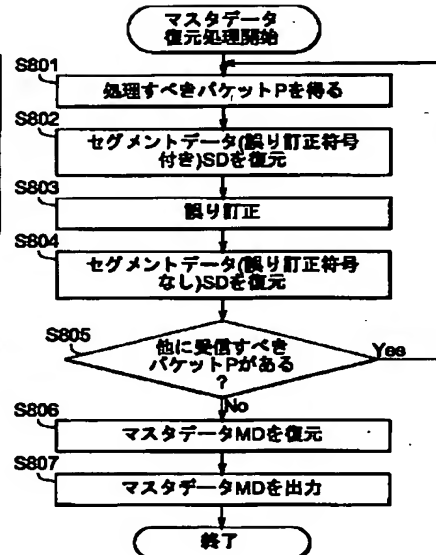 マスタデータ
復元処理開始
S801
処理すべきパケットPを得る
S802
セグメントデータ(誤り訂正符号
付き)SDを復元
S803
誤り訂正
S804
セグメントデータ(誤り訂正符号
なし)SDを復元
S805
他に受信すべき
パケットPがある
?
Yes
No
S806
マスタデータMDを復元
S807
マスタデータMDを出力
終了